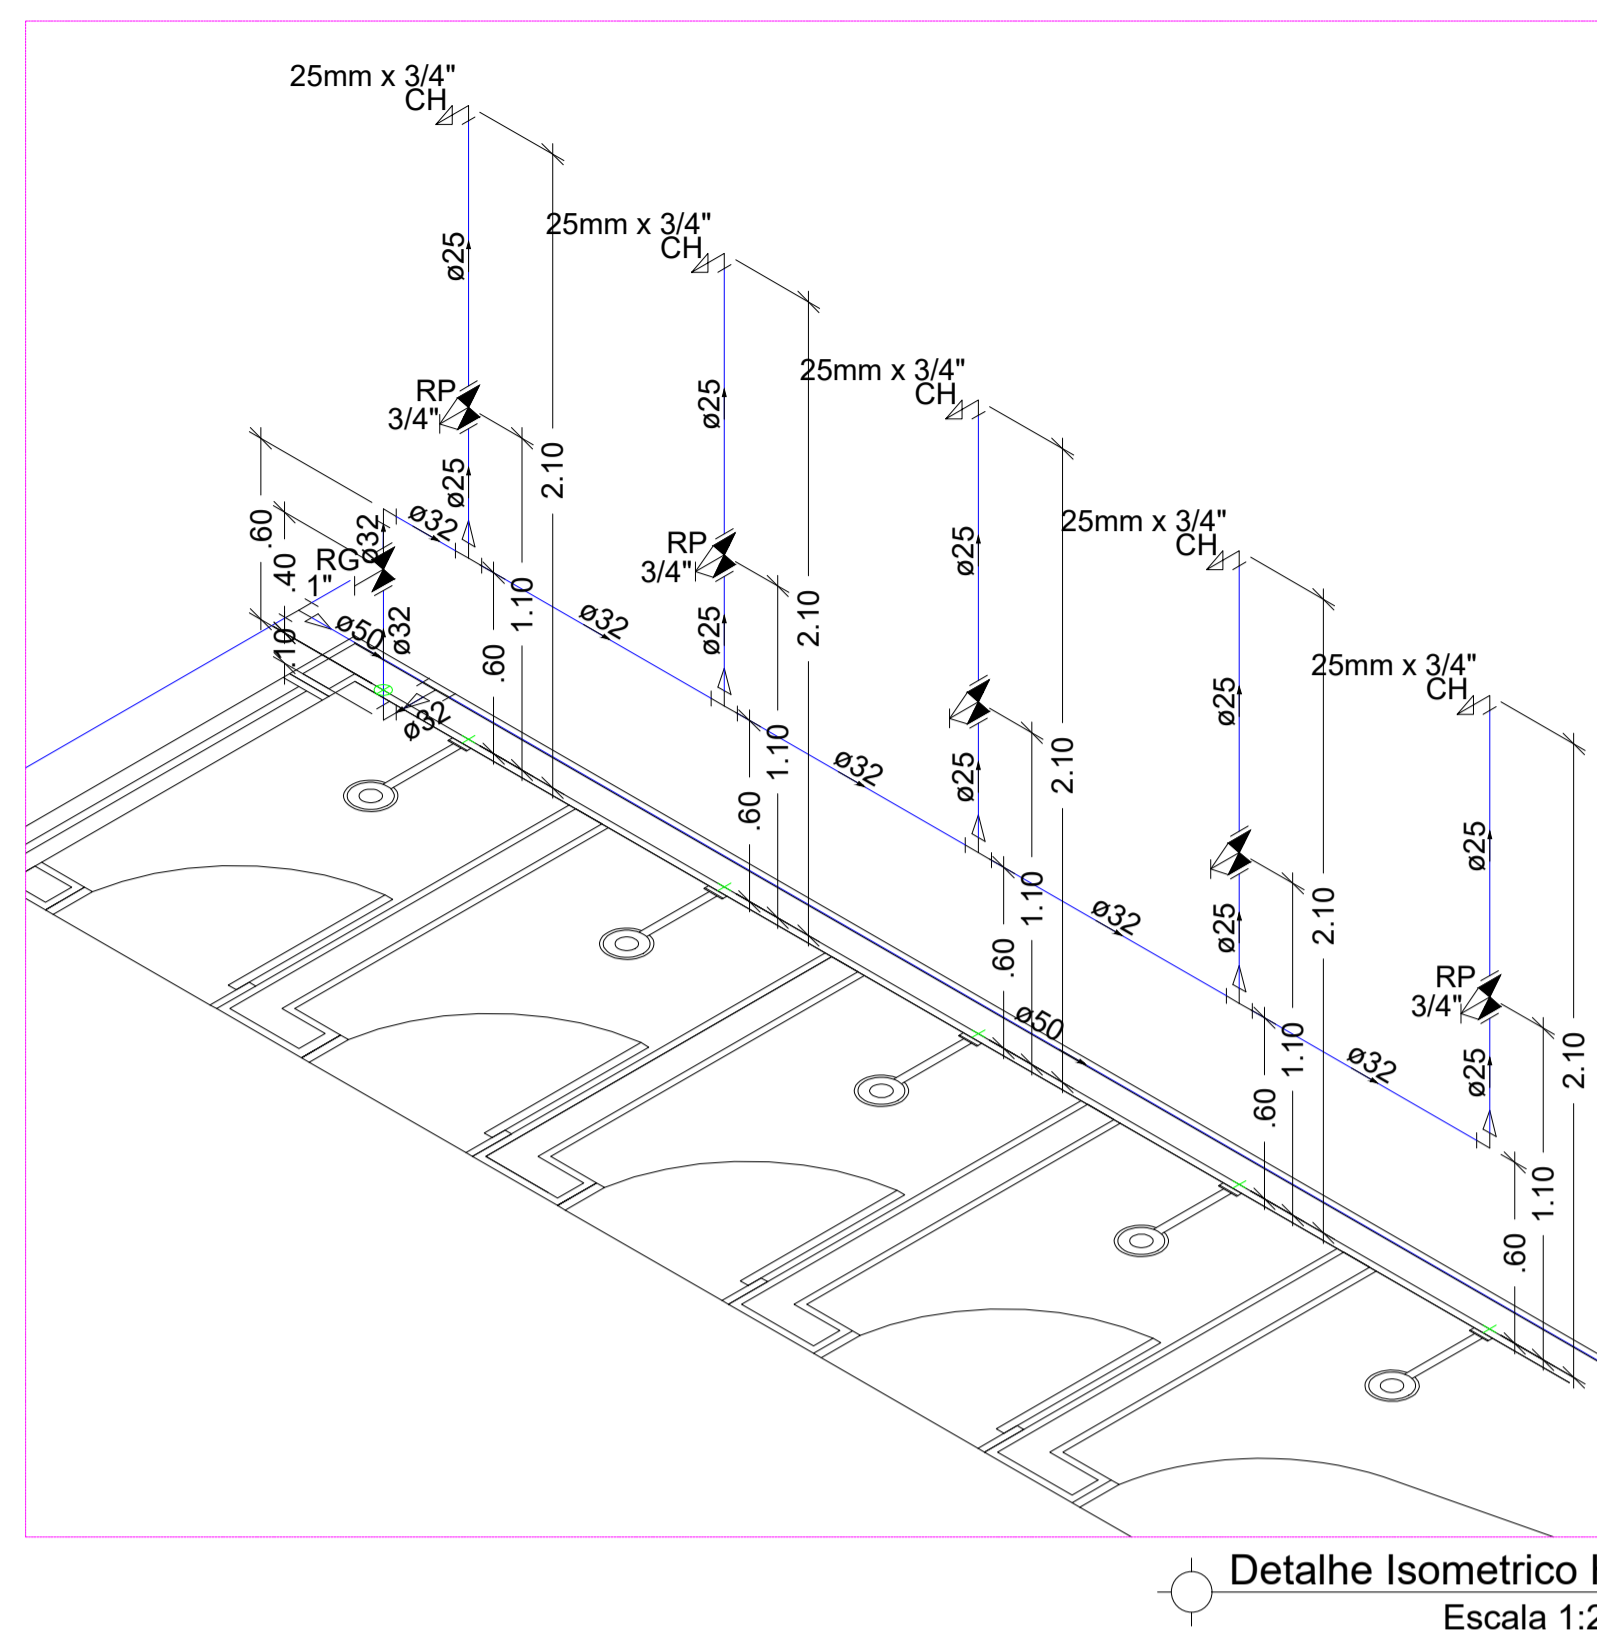 25mm x 3/4"
CH
ø25
RP
3/4"
ø25
2.10
25mm x 3/4"
CH
ø25
RP
3/4"
ø25
2.10
25mm x 3/4"
CH
ø25
ø25
2.10
25mm x 3/4"
CH
ø25
ø25
2.10
25mm x 3/4"
CH
ø25
RP
3/4"
ø25
2.10
.60
.40
.10
RG
1"
ø32
ø32
ø50
ø32
ø32
.60
1.10
ø32
.60
1.10
ø32
.60
1.10
ø50
ø32
.60
1.10
ø32
.60
1.10
Detalhe Isometrico
Escala 1:2